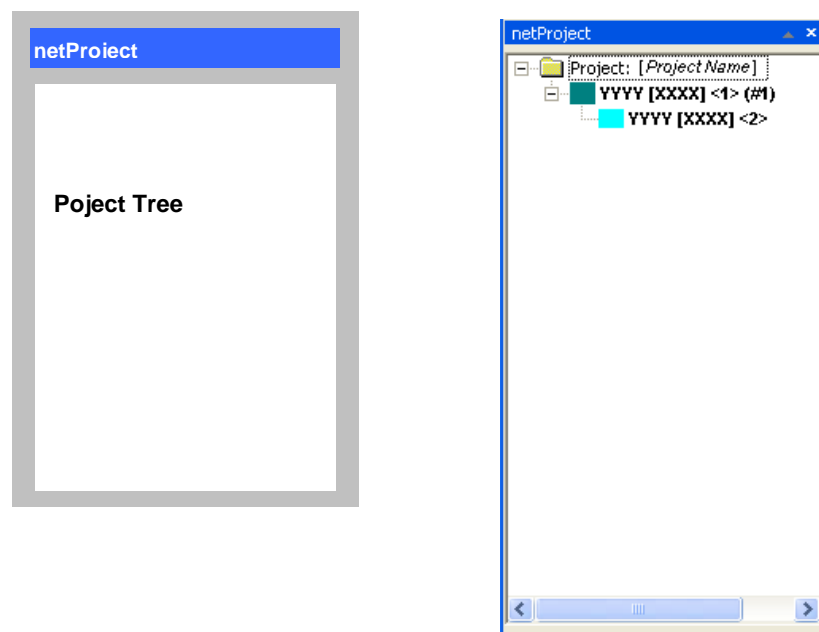 netProiect
Poject Tree
netProject
Project: [Project Name]
YYYY [XXXX] <1> (#1)
YYYY [XXXX] <2>